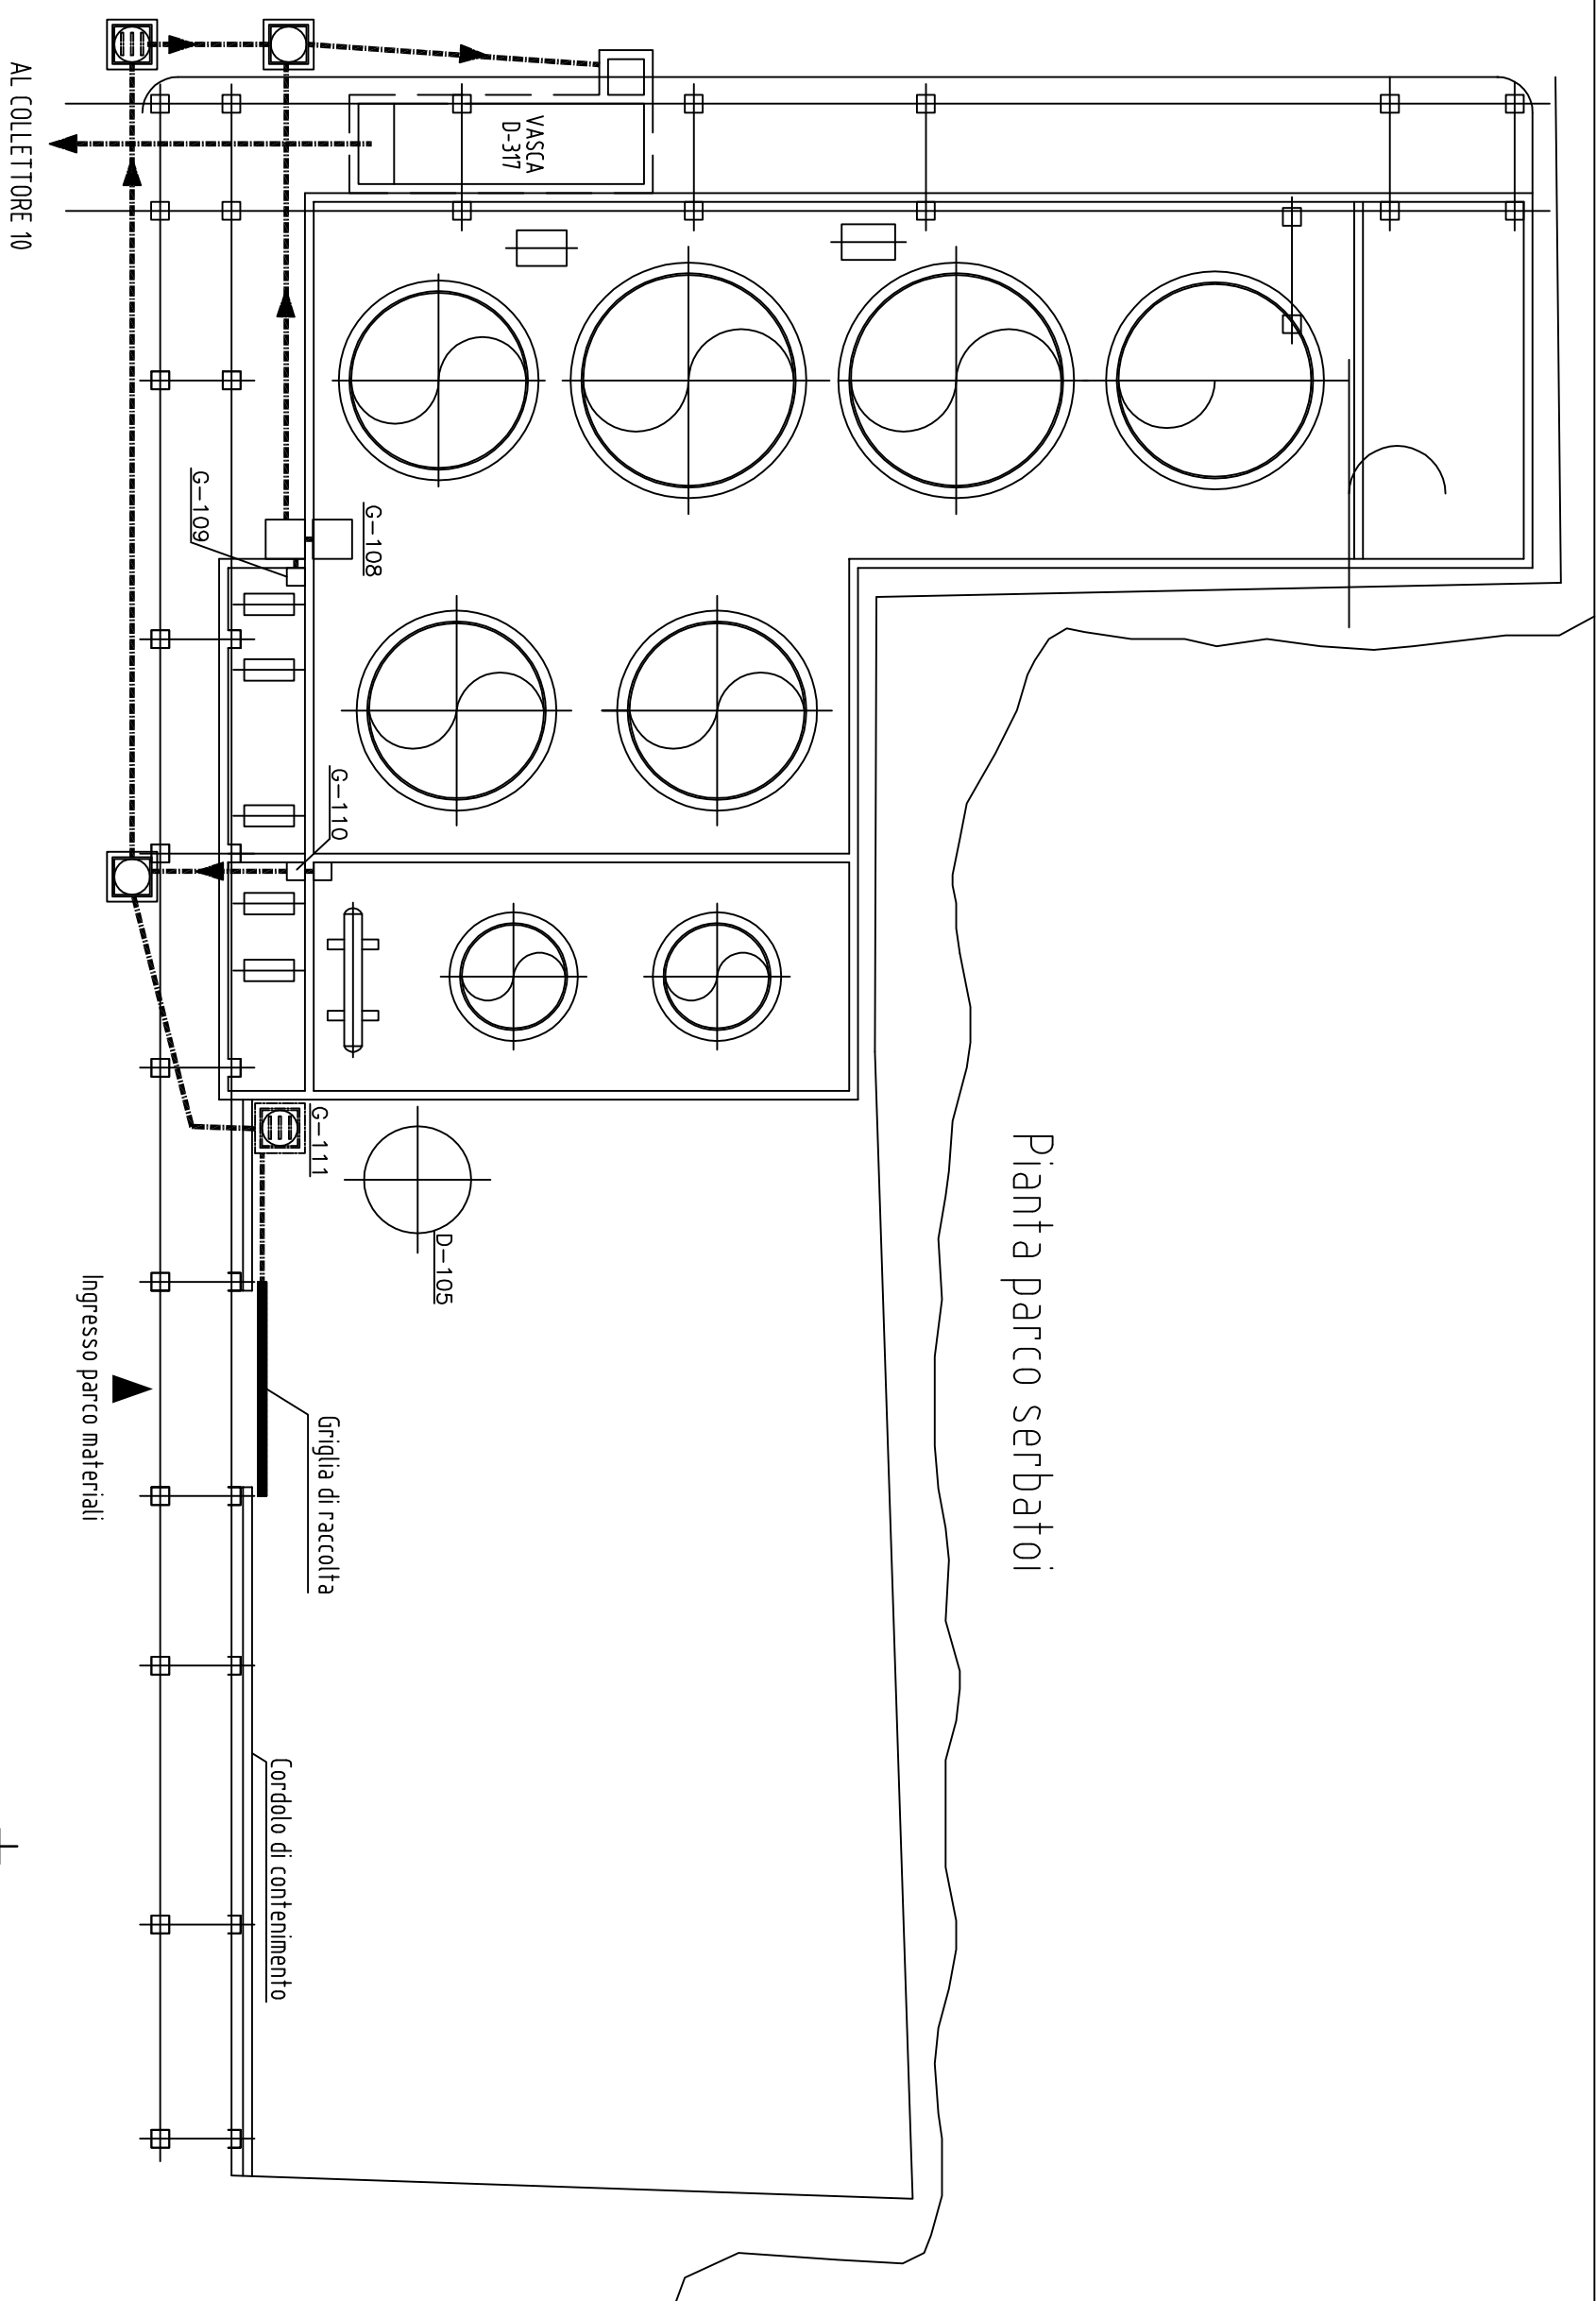 Pianta parco serbatoi
VASCA
D-317
G-108
G-109
G-110
G-111
D-105
Griglia di raccolta
Cordolo di contenimento
Ingresso parco materiali
AL COLLETTORE 10